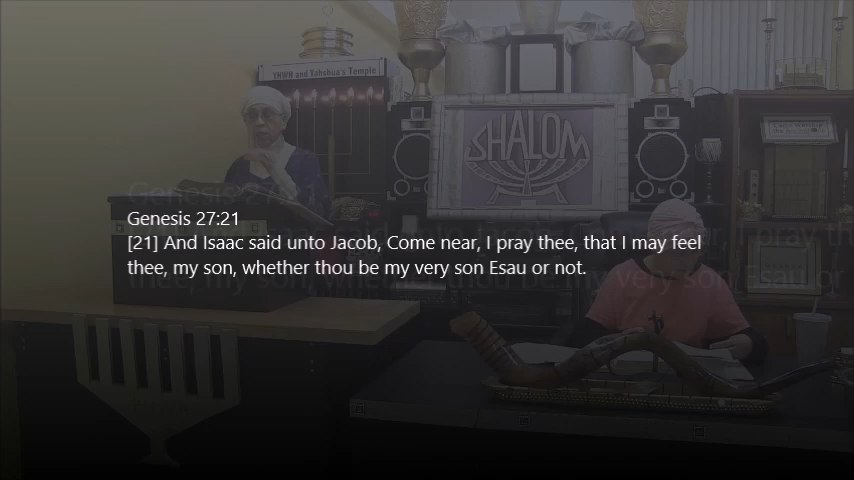 YHWH and Yahshua's Temple
SHALOM
Genesis 27:21
[21] And Isaac said unto Jacob, Come near, I pray thee, that I may feel
thee, my son, whether thou be my very son Esau or not.